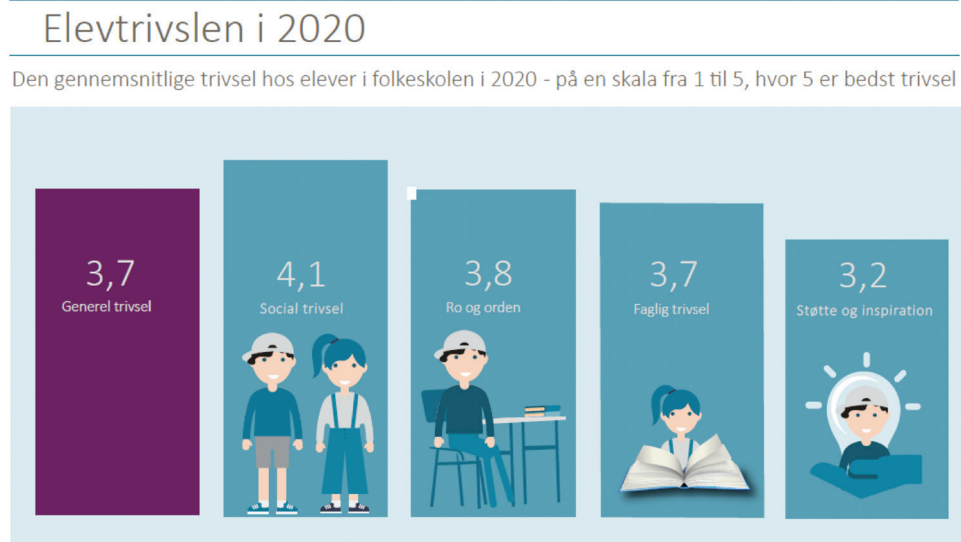 Elevtrivslen i 2020
Den gennemsnitlige trivsel hos elever i folkeskolen i 2020 - på en skala fra 1 til 5, hvor 5 er bedst trivsel
3,7
Generel trivsel
4,1
Social trivsel
3,8
Ro og orden
3,7
Faglig trivsel
3,2
Støtte og inspiration